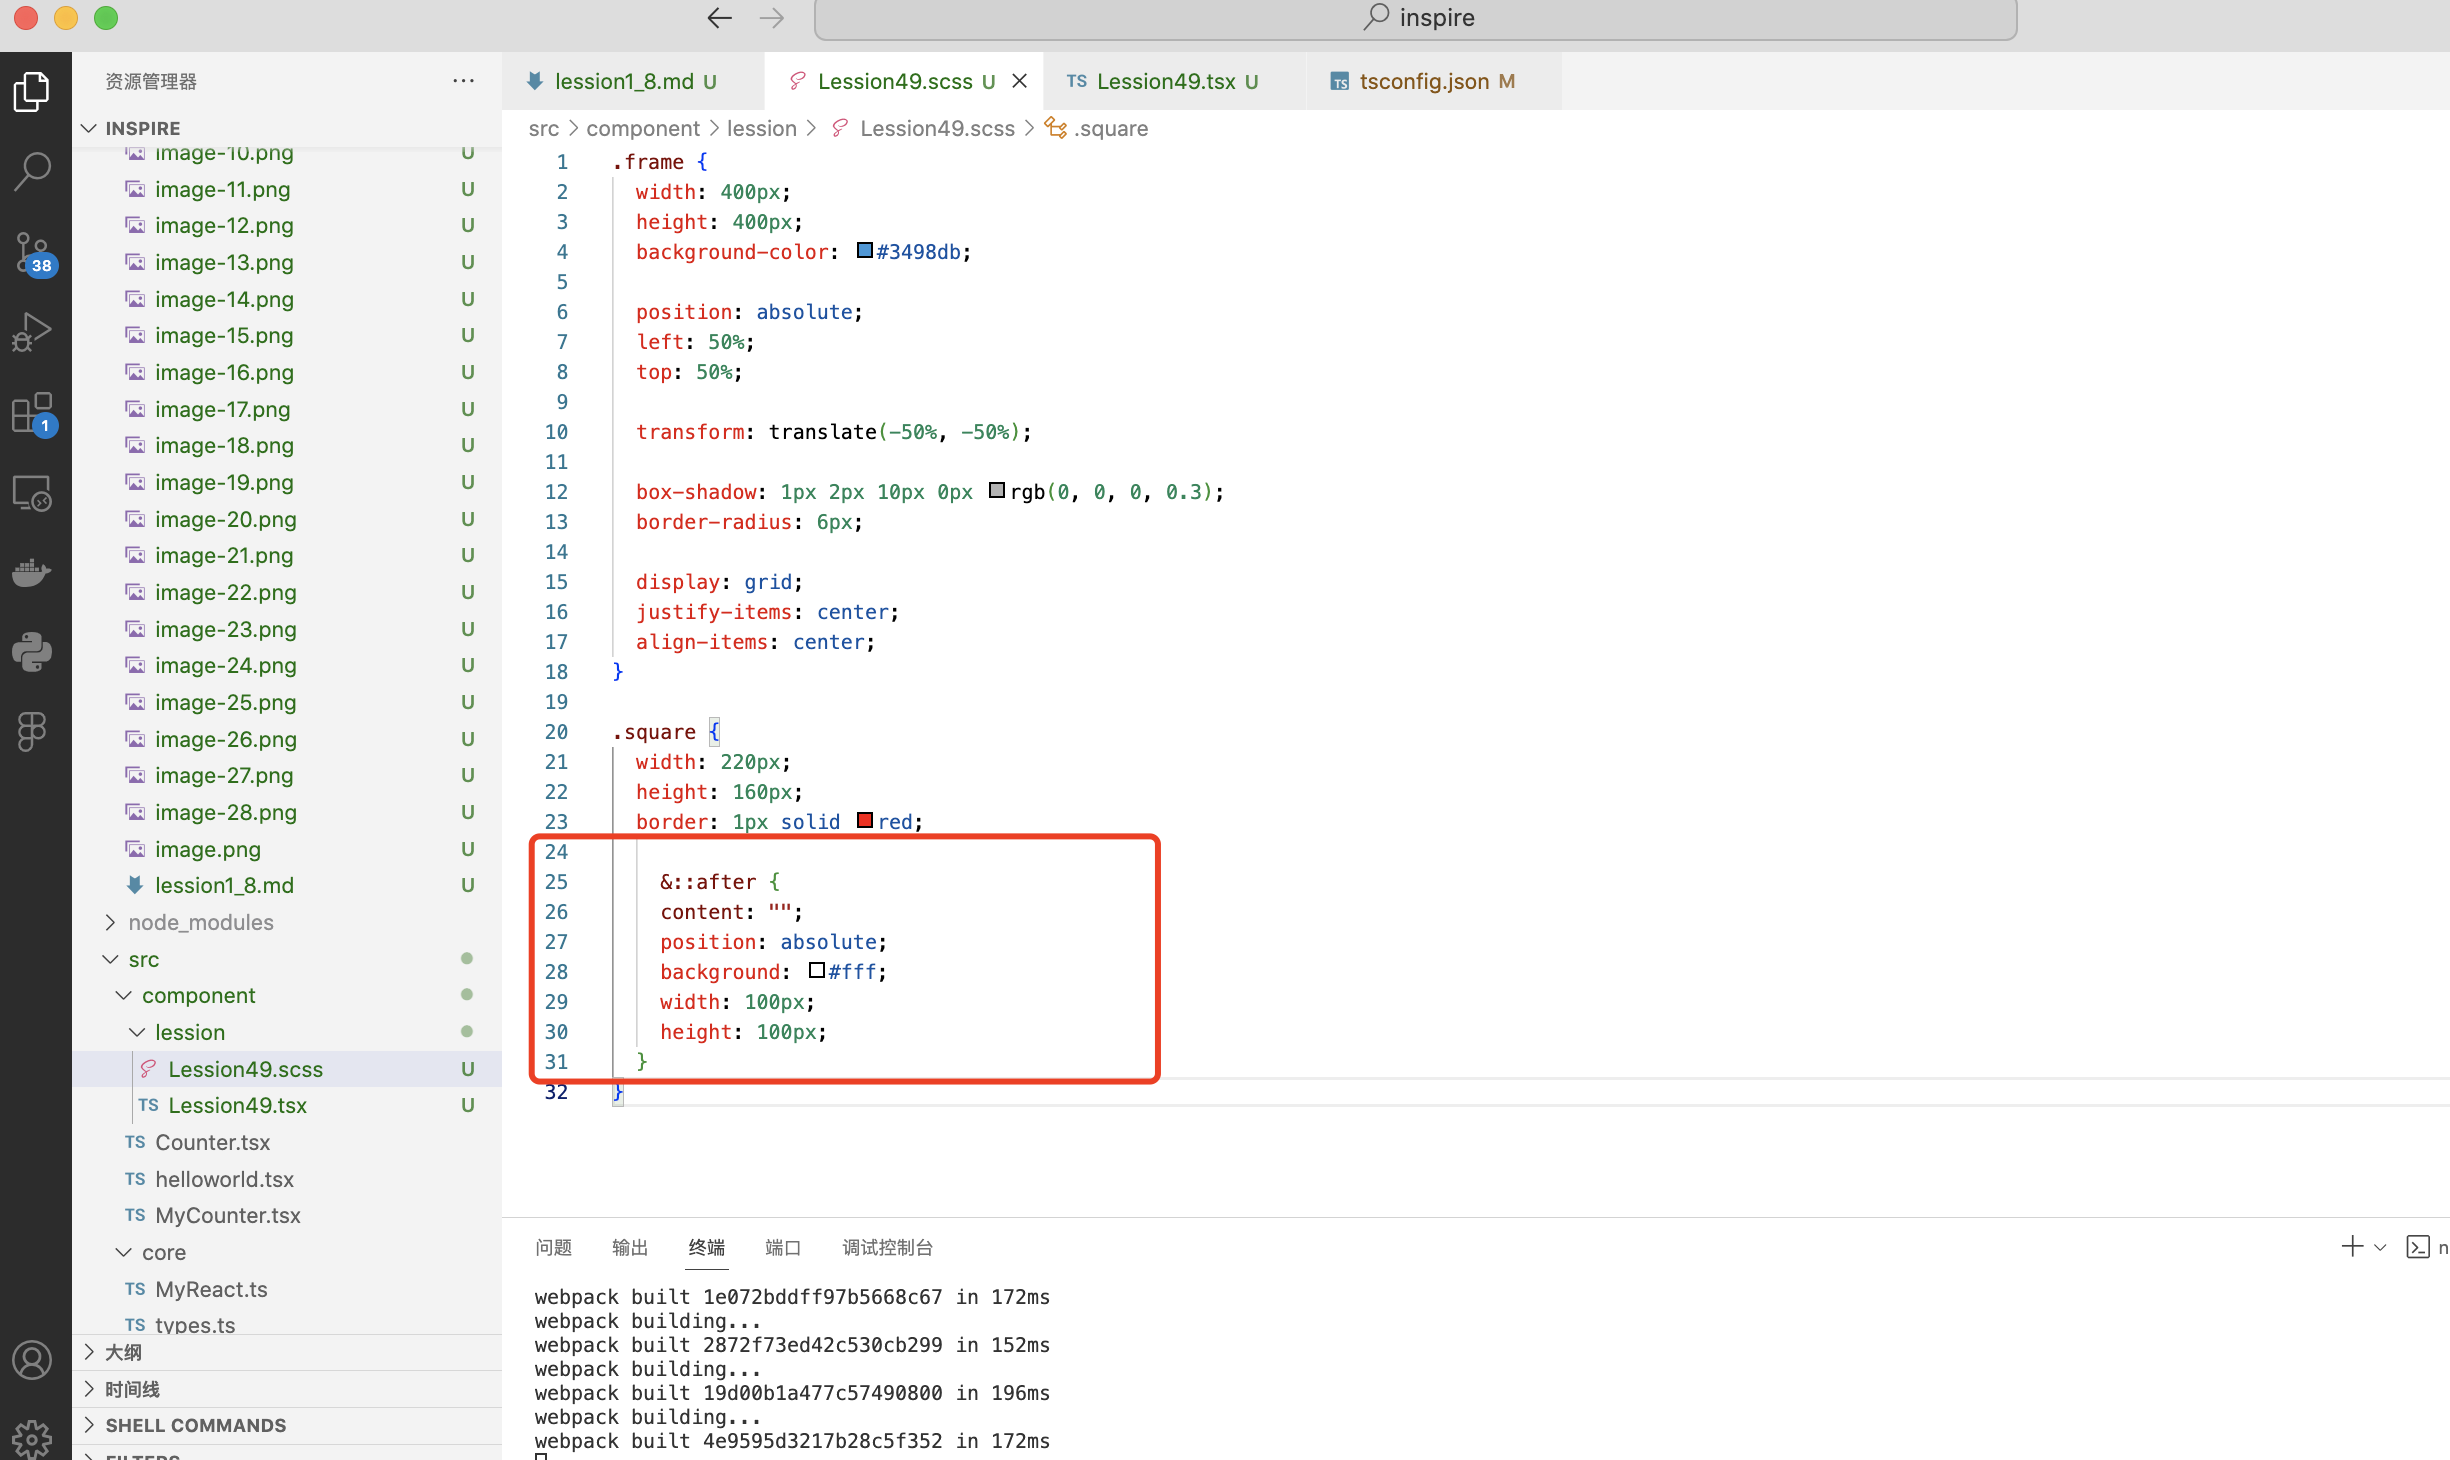 inspire
资源管理器
lession1_8.md U
Lession49.scss U
TS Lession49.tsx U
TS tsconfig.json M
INSPIRE
src > component > lession > Lession49.scss > .square
image-10.png U
image-11.png U
image-12.png U
image-13.png U
image-14.png U
image-15.png U
image-16.png U
image-17.png U
image-18.png U
image-19.png U
image-20.png U
image-21.png U
image-22.png U
image-23.png U
image-24.png U
image-25.png U
image-26.png U
image-27.png U
image-28.png U
image.png U
lession1_8.md U
node_modules
src
component
lession
Lession49.scss U
TS Lession49.tsx U
TS Counter.tsx
TS helloworld.tsx
TS MyCounter.tsx
core
TS MyReact.ts
TS types.ts
大纲
时间线
SHELL COMMANDS
FILTERS
38
1
1 .frame {
2 width: 400px;
3 height: 400px;
4 background-color: #3498db;
5
6 position: absolute;
7 left: 50%;
8 top: 50%;
9
10 transform: translate(-50%, -50%);
11
12 box-shadow: 1px 2px 10px 0px rgb(0, 0, 0, 0.3);
13 border-radius: 6px;
14
15 display: grid;
16 justify-items: center;
17 align-items: center;
18 }
19
20 .square {
21 width: 220px;
22 height: 160px;
23 border: 1px solid red;
24
25 &::after {
26 content: "";
27 position: absolute;
28 background: #fff;
29 width: 100px;
30 height: 100px;
31 }
32 }
问题 输出 终端 端口 调试控制台
n
webpack built 1e072bddff97b5668c67 in 172ms
webpack building...
webpack built 2872f73ed42c530cb299 in 152ms
webpack building...
webpack built 19d00b1a477c57490800 in 196ms
webpack building...
webpack built 4e9595d3217b28c5f352 in 172ms